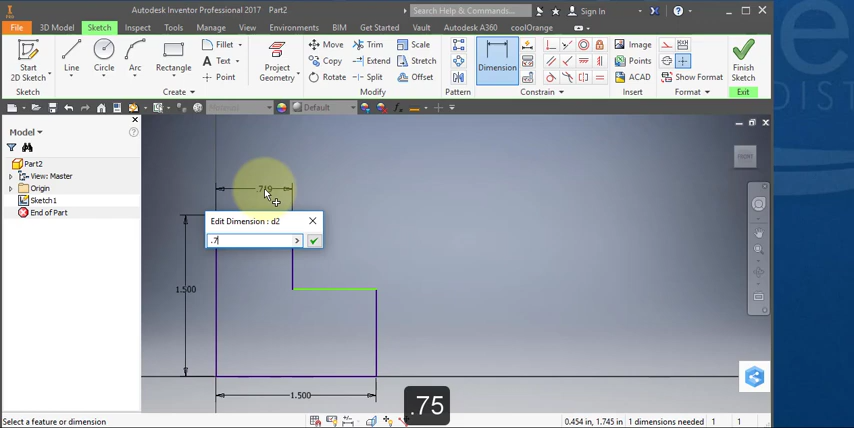 Autodesk Inventor Professional 2017 Part2
Search Help & Commands...
Sign In
File Sketch 3D Model Inspect Tools Manage View Environments BIM Get Started Vault Autodesk A360 coolOrange
Start
2D Sketch
Line
Circle
Arc
Rectangle
Fillet
Text
Point
Project
Geometry
Move
Copy
Rotate
Trim
Extend
Split
Scale
Stretch
Offset
Dimension
Image
Points
ACAD
Show Format
Finish
Sketch
Sketch Create Modify Pattern Constrain Insert Format Exit
Material Default
Model
Part2
View: Master
Origin
Sketch1
End of Part
FRONT
Edit Dimension : d2
.7
1.500
1.500
.75
Select a feature or dimension
0.454 in, 1.745 in 1 dimensions needed 1 1
DIST